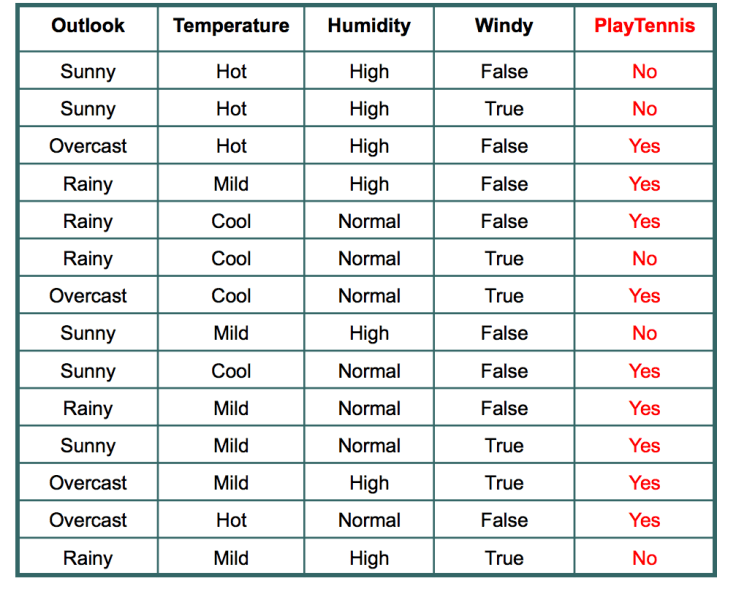 Outlook Temperature Humidity Windy PlayTennis
Sunny Hot High False No
Sunny Hot High True No
Overcast Hot High False Yes
Rainy Mild High False Yes
Rainy Cool Normal False Yes
Rainy Cool Normal True No
Overcast Cool Normal True Yes
Sunny Mild High False No
Sunny Cool Normal False Yes
Rainy Mild Normal False Yes
Sunny Mild Normal True Yes
Overcast Mild High True Yes
Overcast Hot Normal False Yes
Rainy Mild High True No